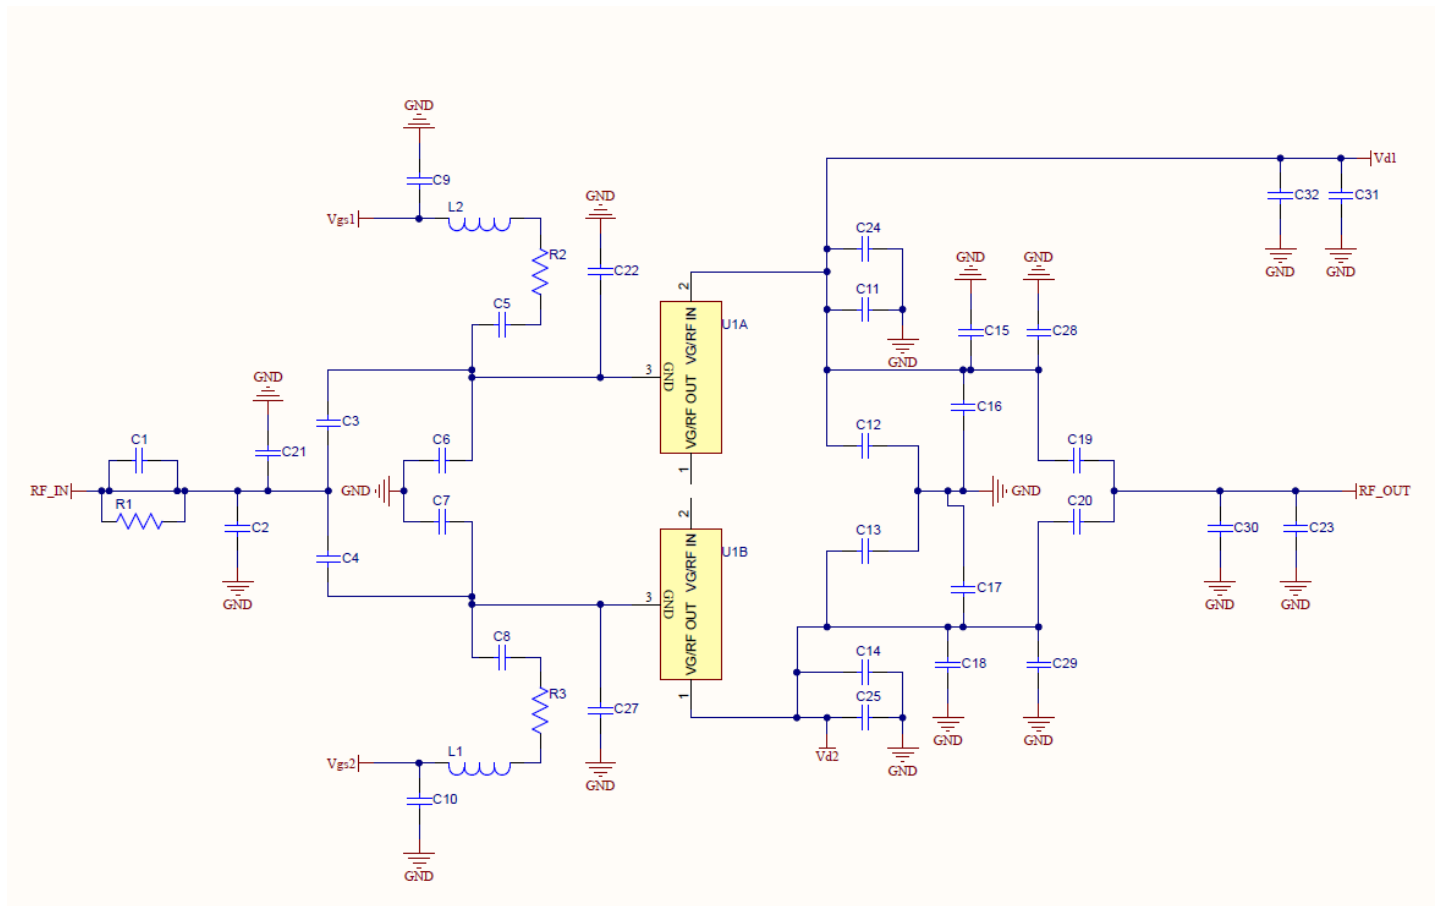 GND
C9
Vgs1
L2
R2
C5
GND
C22
2
U1A
VG/RF IN
3
GND
VG/RF OUT
1
Vd1
C32
C31
GND
GND
C24
C11
GND
GND
GND
C15
C28
C16
C12
C19
GND
C21
C3
C1
RF_IN
R1
C2
GND
C4
C6
GND
C7
GND
C20
RF_OUT
C30
C23
GND
GND
C13
C17
2
U1B
VG/RF IN
3
GND
VG/RF OUT
1
C8
R3
C27
GND
Vgs2
L1
C10
GND
C14
C25
Vd2
GND
C18
C29
GND
GND